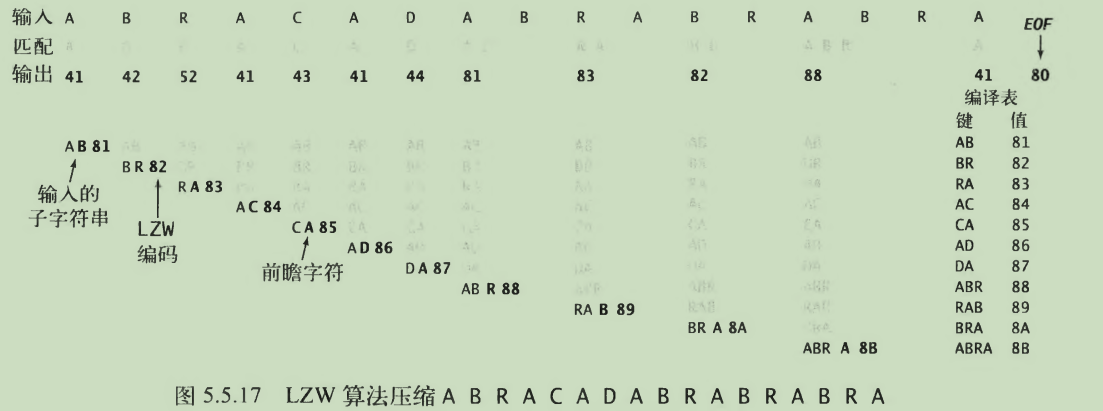 输入 A B R A C A D A B R A B R A B R A
EOF
匹配 A B R A C A D A B R A B R A B R A
输出 41 42 52 41 43 41 44 81 83 82 88 41 80
编译表
键 值
AB 81 AB 81
BR 82 BR 82
RA 83 RA 83
输入的
子字符串
LZW
编码
AC 84 AC 84
CA 85 CA 85
前瞻字符
AD 86 AD 86
DA 87 DA 87
ABR 88 ABR 88
RAB 89 RAB 89
BRA 8A BRA 8A
ABRA 8B ABRA 8B
图 5.5.17 LZW 算法压缩 A B R A C A D A B R A B R A B R A